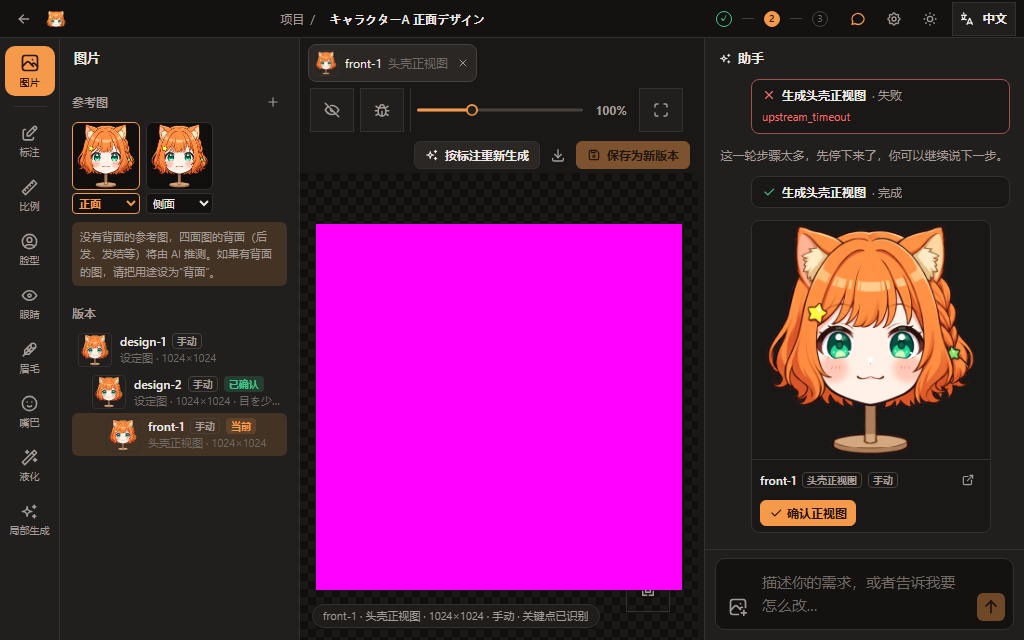 项目 / キャラクターA 正面デザイン
2
3
中文
图片
标注
比例
脸型
眼睛
眉毛
嘴巴
液化
局部生成
图片
参考图
正面
侧面
没有背面的参考图，四面图的背面（后
发、发结等）将由 AI 推测。如果有背面
的图，请把用途设为“背面”。
版本
design-1 手动
设定图 · 1024×1024
design-2 手动 已确认
设定图 · 1024×1024 · 目を少...
front-1 手动 当前
头壳正视图 · 1024×1024
front-1 头壳正视图
100%
按标注重新生成
保存为新版本
front-1 · 头壳正视图 · 1024×1024 · 手动 · 关键点已识别
助手
生成头壳正视图 · 失败
upstream_timeout
这一轮步骤太多，先停下来了，你可以继续说下一步。
生成头壳正视图 · 完成
front-1 头壳正视图 手动
确认正视图
描述你的需求，或者告诉我要
怎么改...